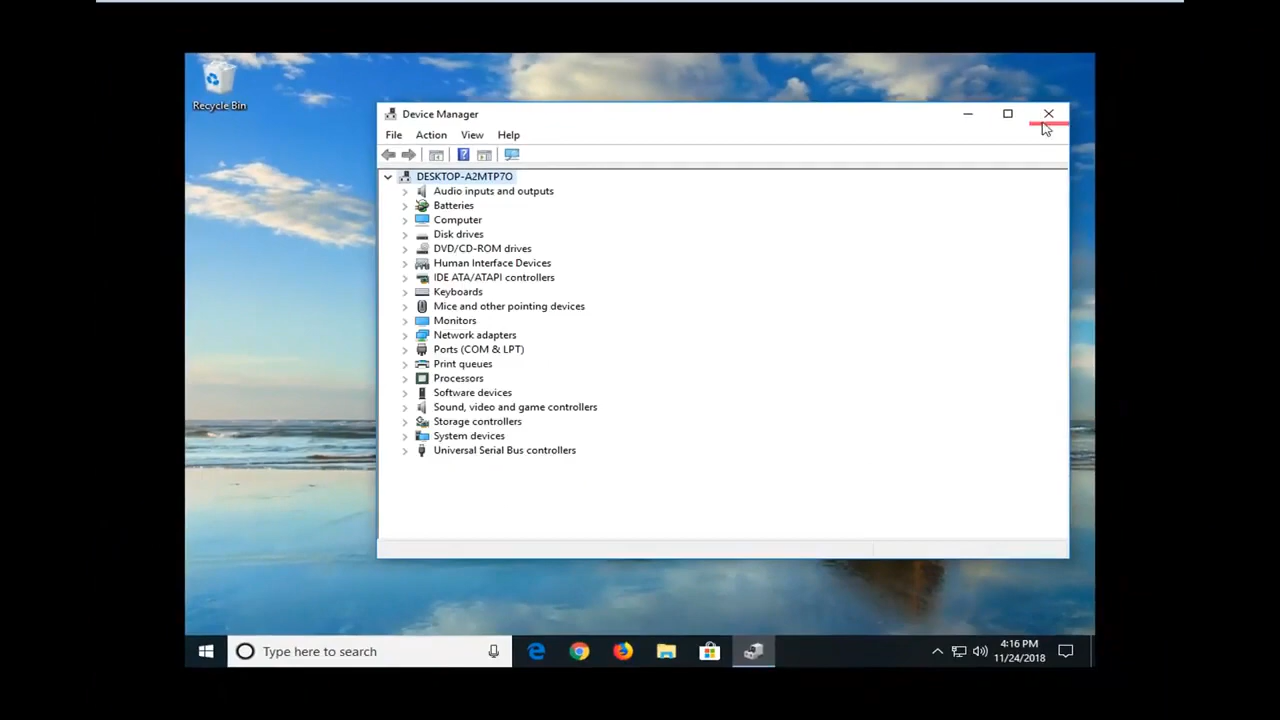 Recycle Bin
Device Manager
File Action View Help
DESKTOP-A2MTP7O
Audio inputs and outputs
Batteries
Computer
Disk drives
DVD/CD-ROM drives
Human Interface Devices
IDE ATA/ATAPI controllers
Keyboards
Mice and other pointing devices
Monitors
Network adapters
Ports (COM & LPT)
Print queues
Processors
Software devices
Sound, video and game controllers
Storage controllers
System devices
Universal Serial Bus controllers
Type here to search
4:16 PM
11/24/2018